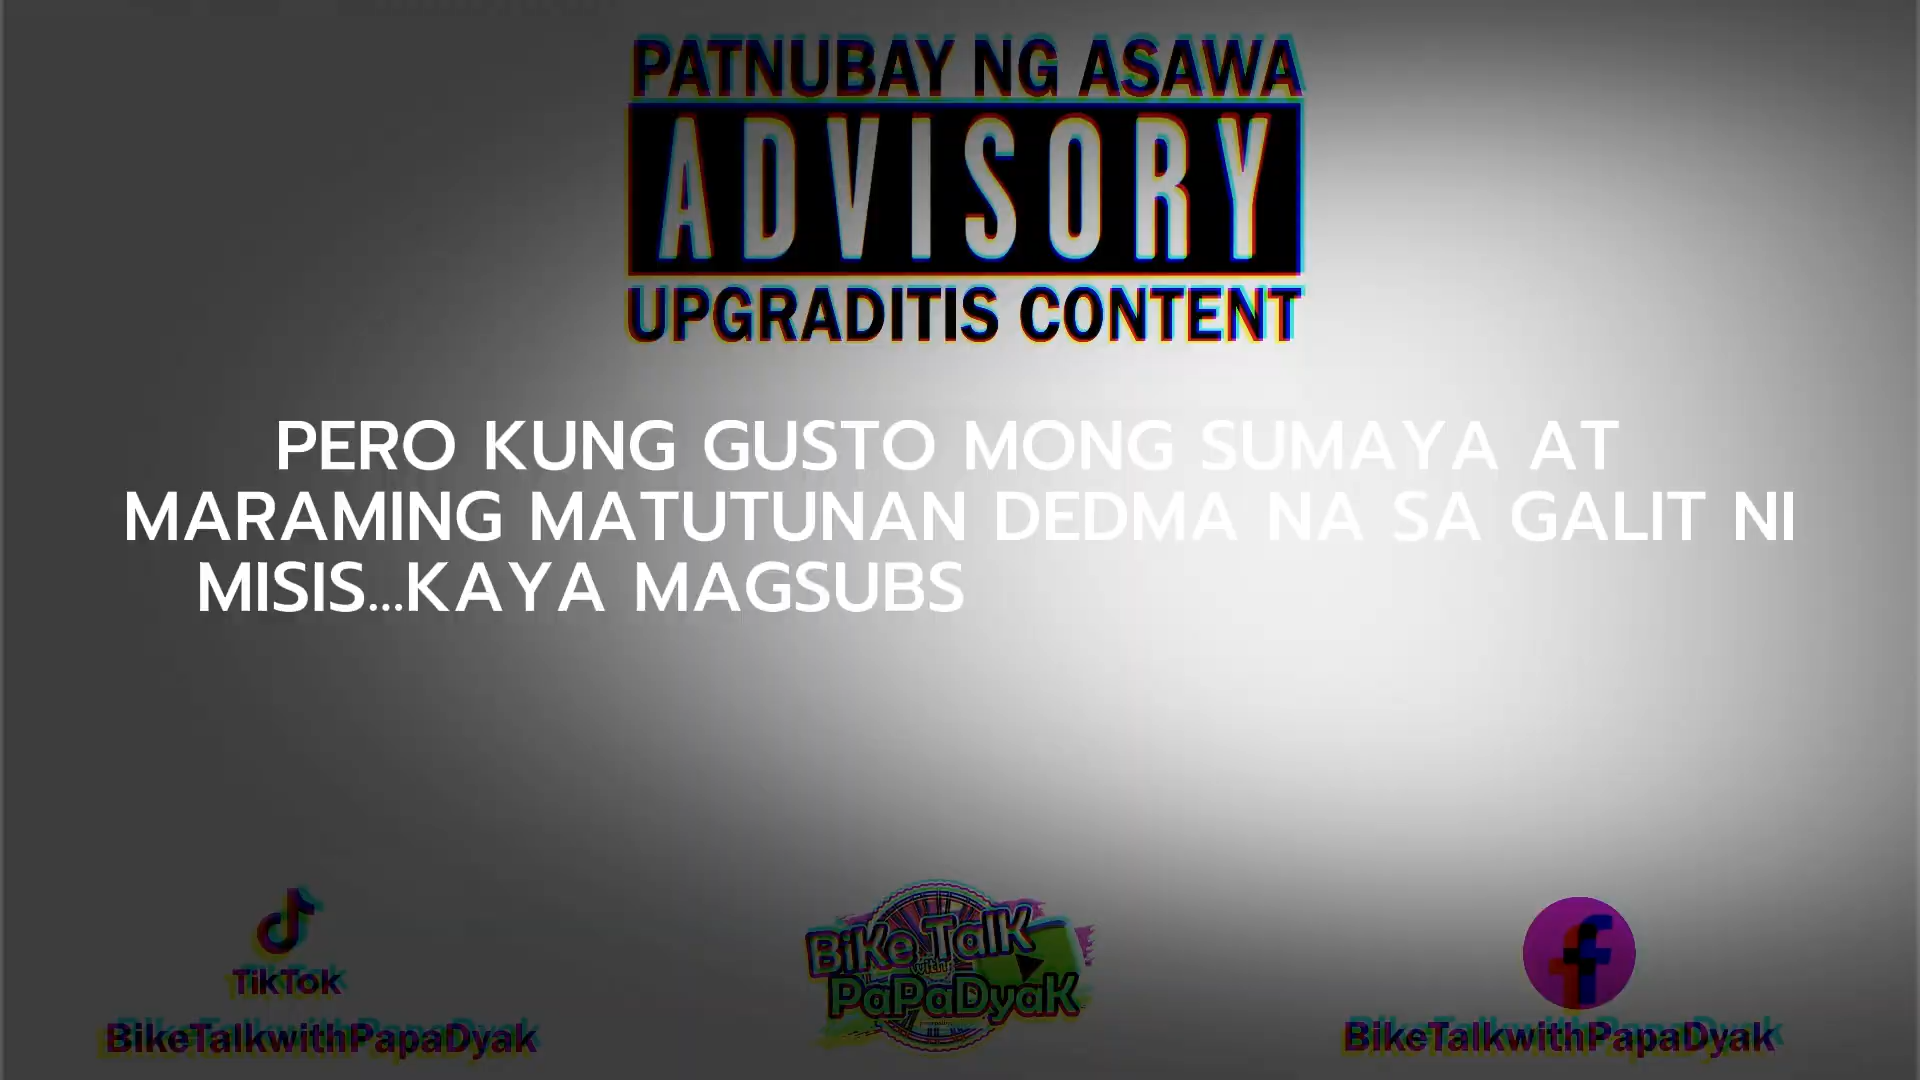 PATNUBAY NG ASAWA
ADVISORY
UPGRADITIS CONTENT
PERO KUNG GUSTO MONG SUMAYA AT
MARAMING MATUTUNAN DEDMA NA SA GALIT NI
MISIS...KAYA MAGSUBS
TikTok
BikeTalkwithPapaDyak
BiKe TalK
with
PaPaDyaK
BikeTalkwithPapaDyak